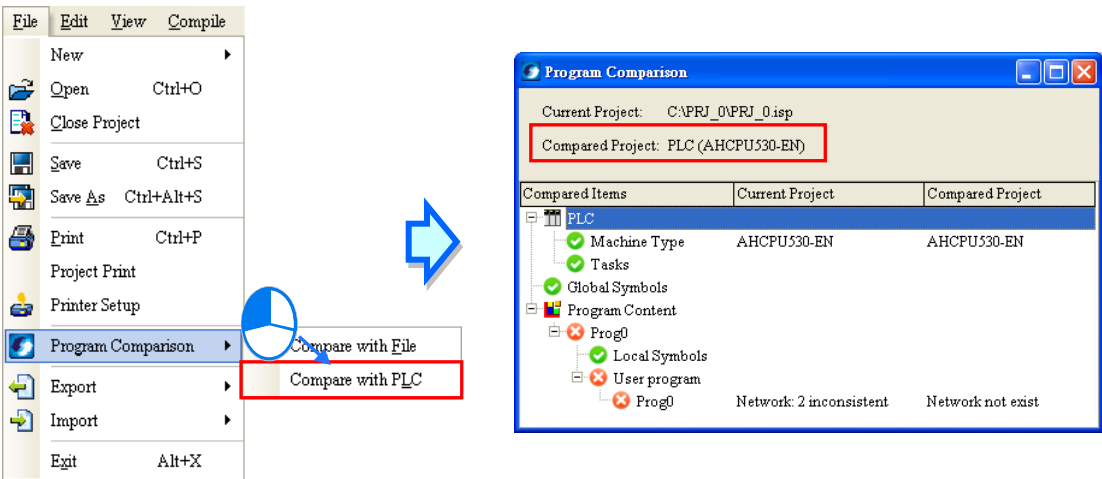 File Edit View Compile
New
Open Ctrl+O
Close Project
Save Ctrl+S
Save As Ctrl+Alt+S
Print Ctrl+P
Project Print
Printer Setup
Program Comparison
Compare with File
Compare with PLC
Export
Import
Exit Alt+X
Program Comparison
Current Project: C:\PRJ_0\PRJ_0.isp
Compared Project: PLC (AHCPU530-EN)
Compared Items Current Project Compared Project
PLC
Machine Type AHCPU530-EN AHCPU530-EN
Tasks
Global Symbols
Program Content
Prog0
Local Symbols
User program
Prog0 Network: 2 inconsistent Network not exist